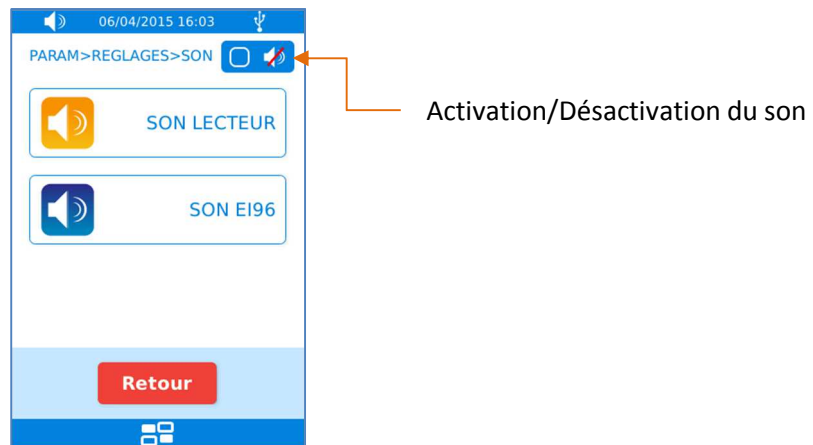 06/04/2015 16:03
PARAM>REGLAGES>SON
Activation/Désactivation du son
SON LECTEUR
SON EI96
Retour